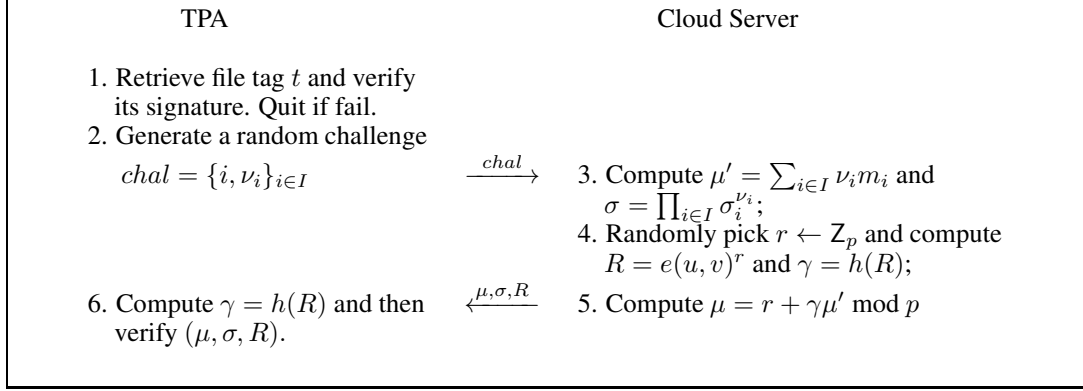 TPA Cloud Server
1. Retrieve file tag t and verify
its signature. Quit if fail.
2. Generate a random challenge
chal = {i, ν_i}_{i∈I} —chal→ 3. Compute μ′ = ∑_{i∈I} ν_i m_i and
σ = ∏_{i∈I} σ_i^{ν_i};
4. Randomly pick r ← Z_p and compute
R = e(u, v)^r and γ = h(R);
6. Compute γ = h(R) and then ←μ,σ,R— 5. Compute μ = r + γμ′ mod p
verify (μ, σ, R).